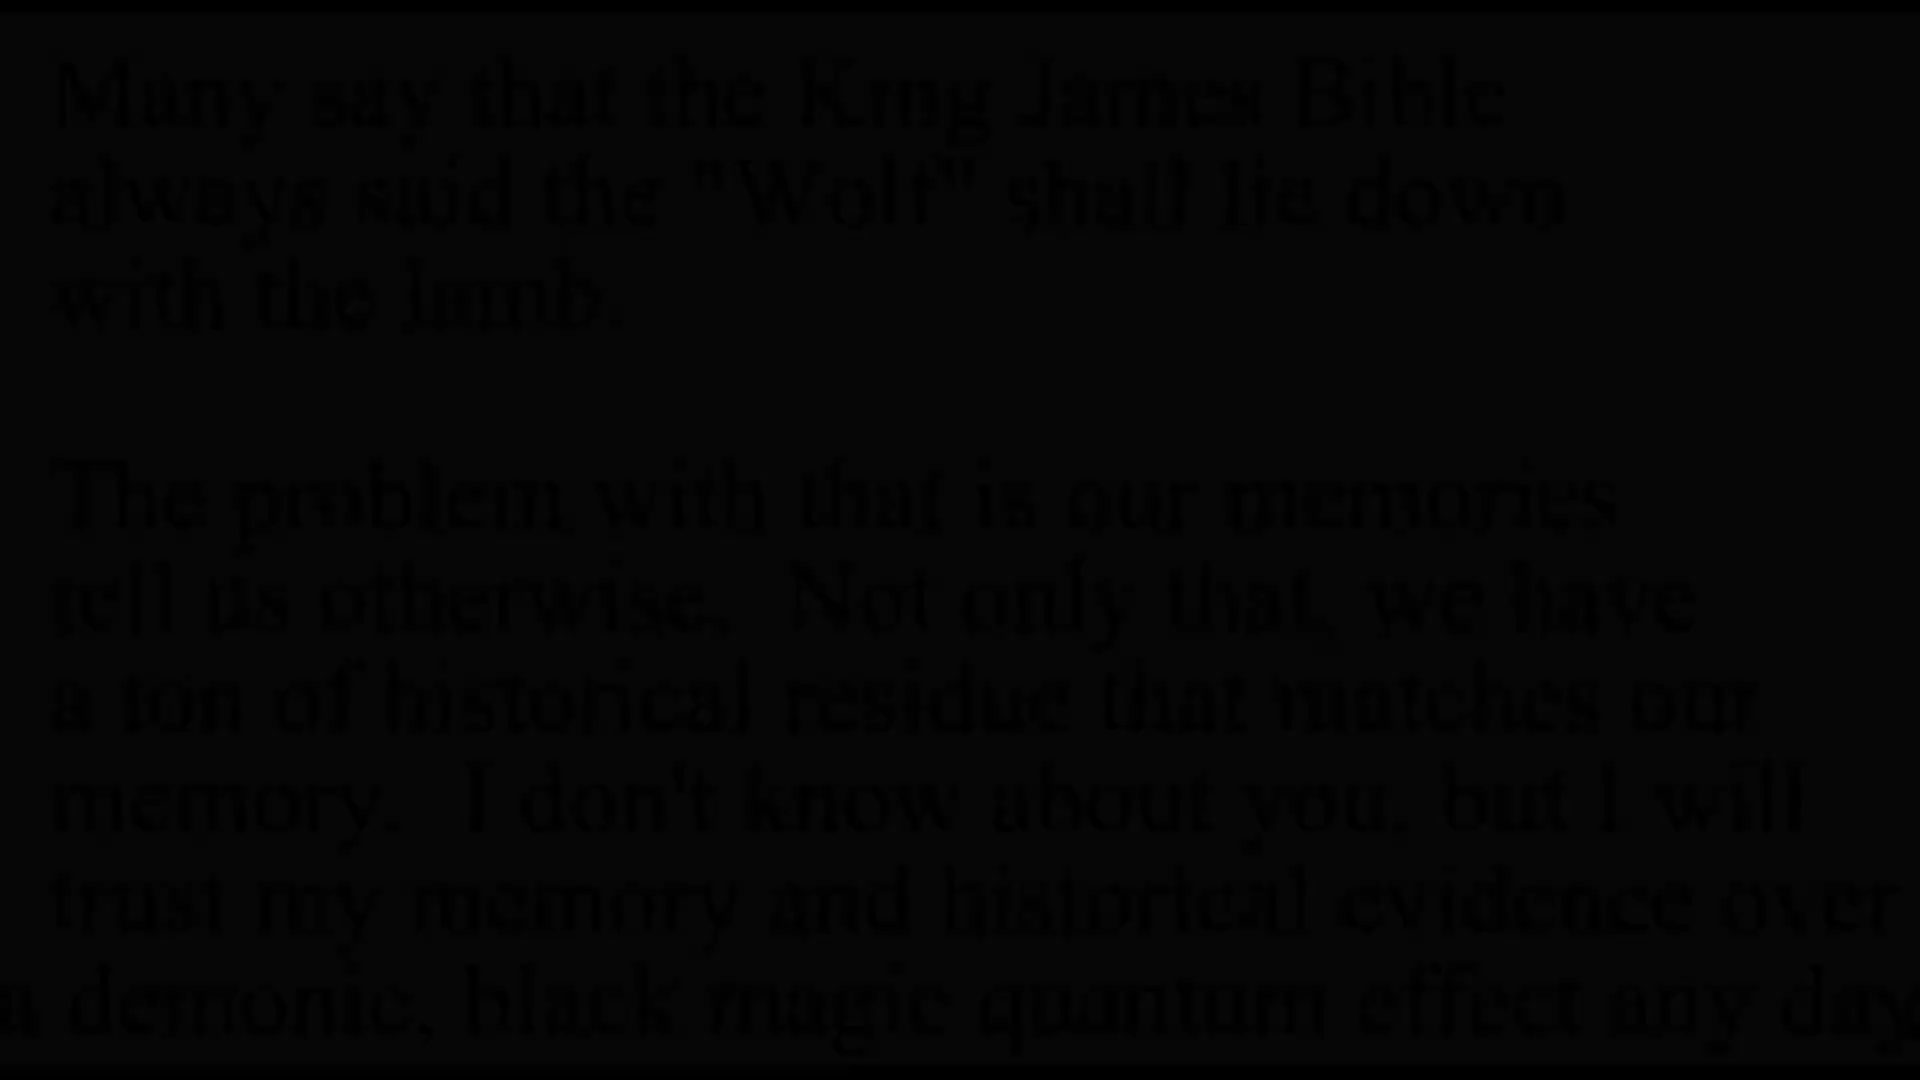 Many say that the King James Bible
always said the "Wolf" shall lie down
with the lamb.
The problem with that is our memories
tell us otherwise. Not only that, we have
a ton of historical residue that matches our
memory. I don't know about you, but I will
trust my memory and historical evidence over
a demonic, black magic quantum effect any day